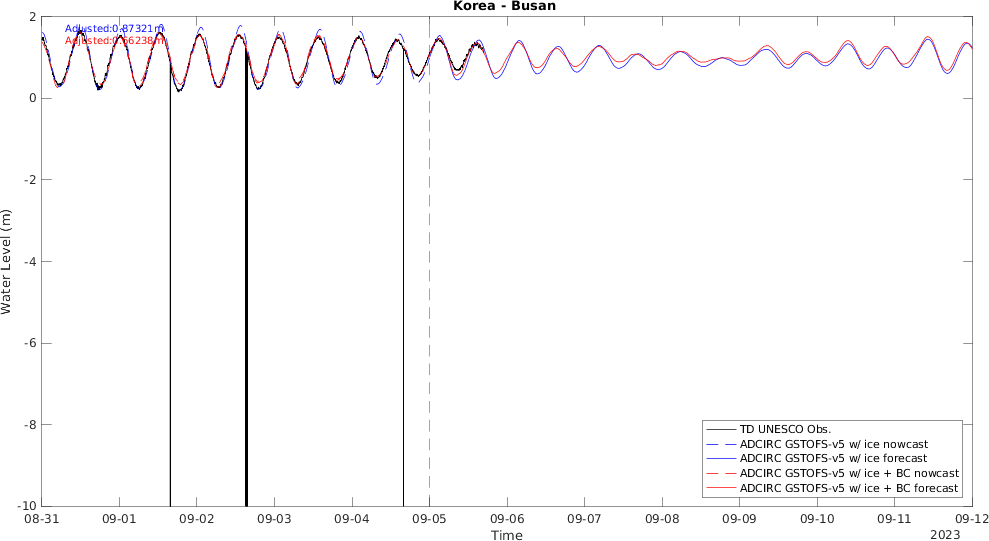 Korea - Busan
Adjusted:0.87321m
Adjusted:0.66238m
2
0
-2
-4
-6
-8
-10
Water Level (m)
TD UNESCO Obs.
ADCIRC GSTOFS-v5 w/ ice nowcast
ADCIRC GSTOFS-v5 w/ ice forecast
ADCIRC GSTOFS-v5 w/ ice + BC nowcast
ADCIRC GSTOFS-v5 w/ ice + BC forecast
08-31 09-01 09-02 09-03 09-04 09-05 09-06 09-07 09-08 09-09 09-10 09-11 09-12
Time
2023